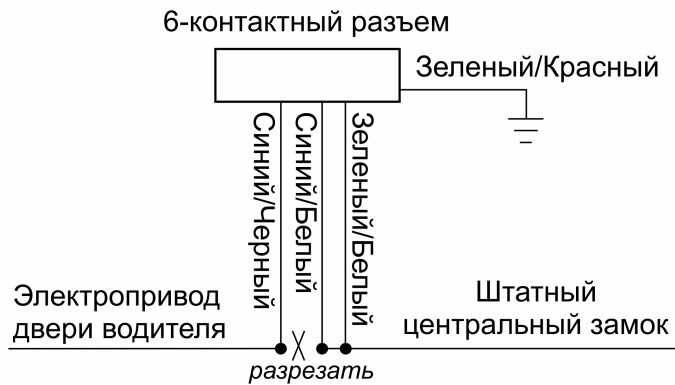 6-контактный разъем
Зеленый/Красный
Синий/Черный
Синий/Белый
Зеленый/Белый
Электропривод
двери водителя
Штатный
центральный замок
разрезать